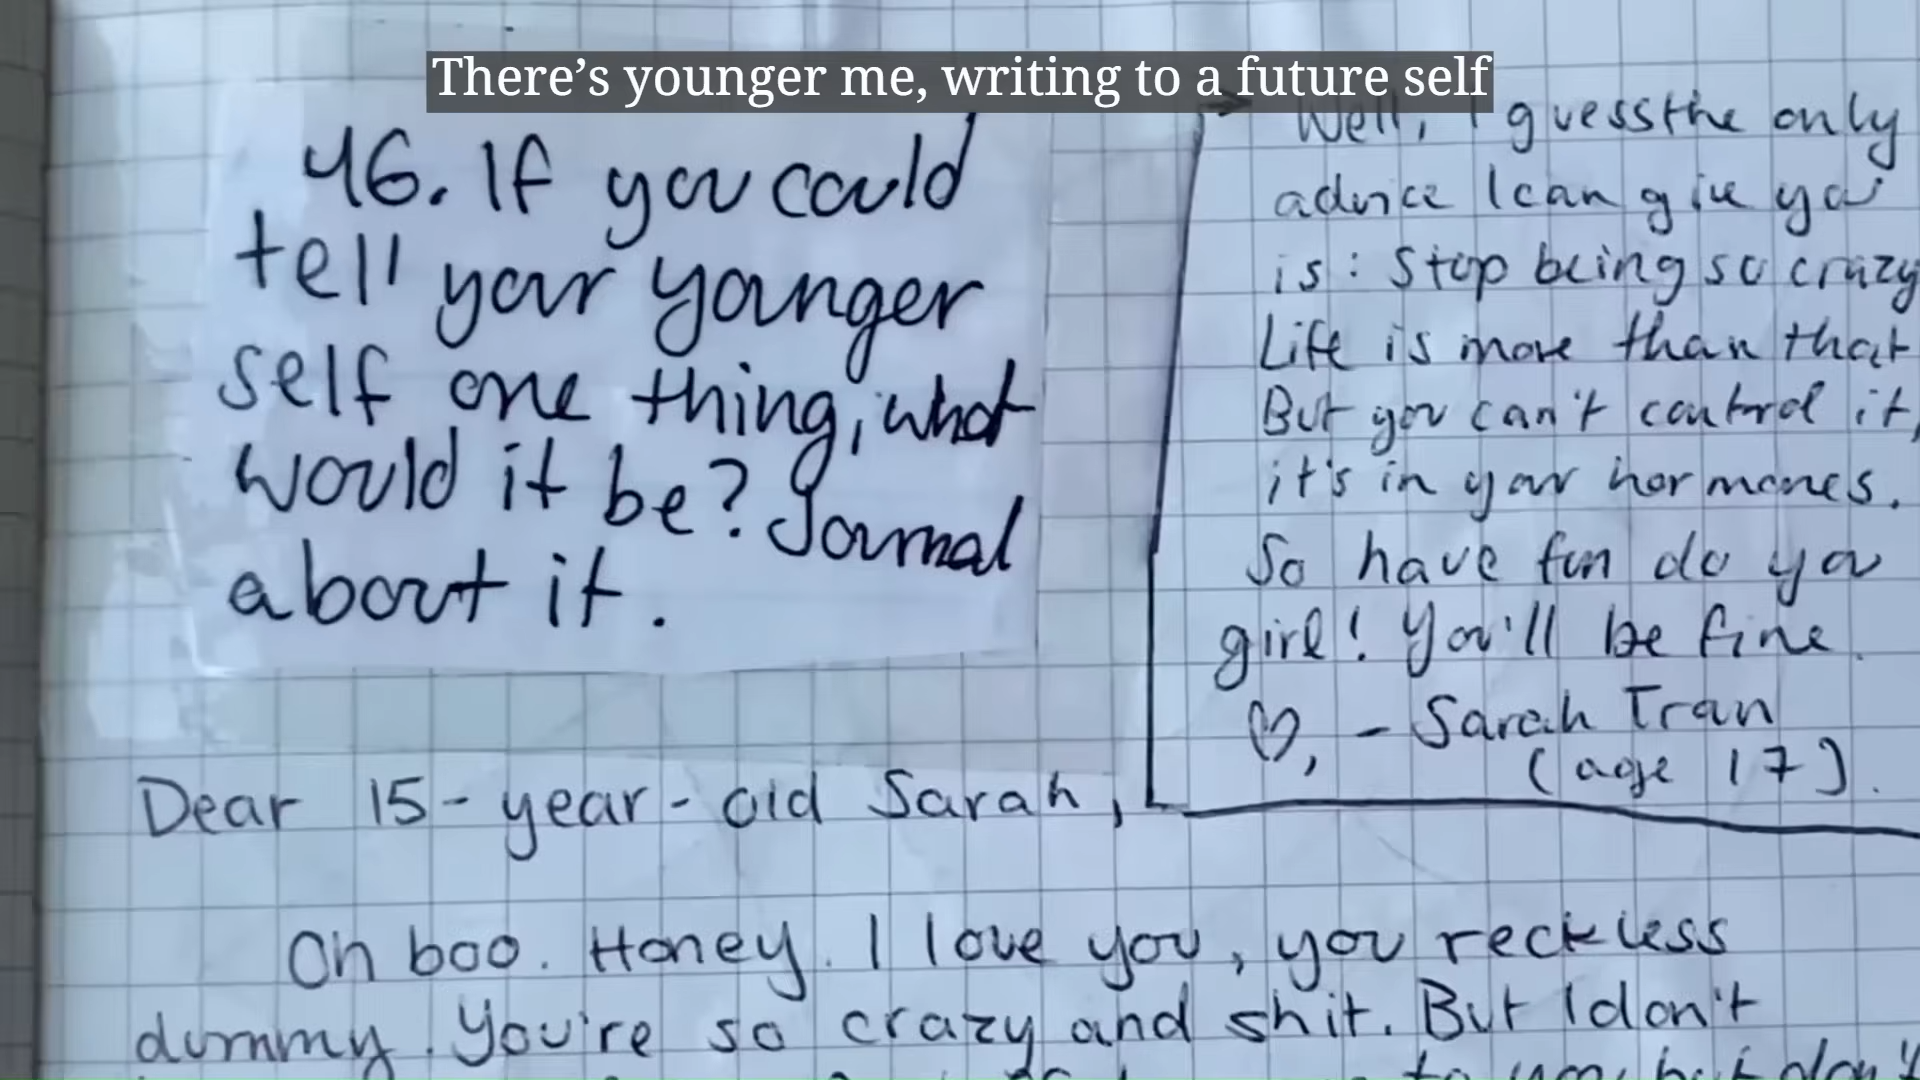 There’s younger me, writing to a future self
46. If you could
tell your younger
self one thing, what
would it be? Journal
about it.
Well, I guess the only
advice I can give you
is: Stop being so crazy
Life is more than that
But you can't control it,
it's in your hormones.
So have fun do you
girl! You'll be fine.
♡, - Sarah Tran
(age 17).
Dear 15-year-old Sarah,
Oh boo. Honey. I love you, you reckless
dummy. You're so crazy and shit. But I don't
to you, but don't